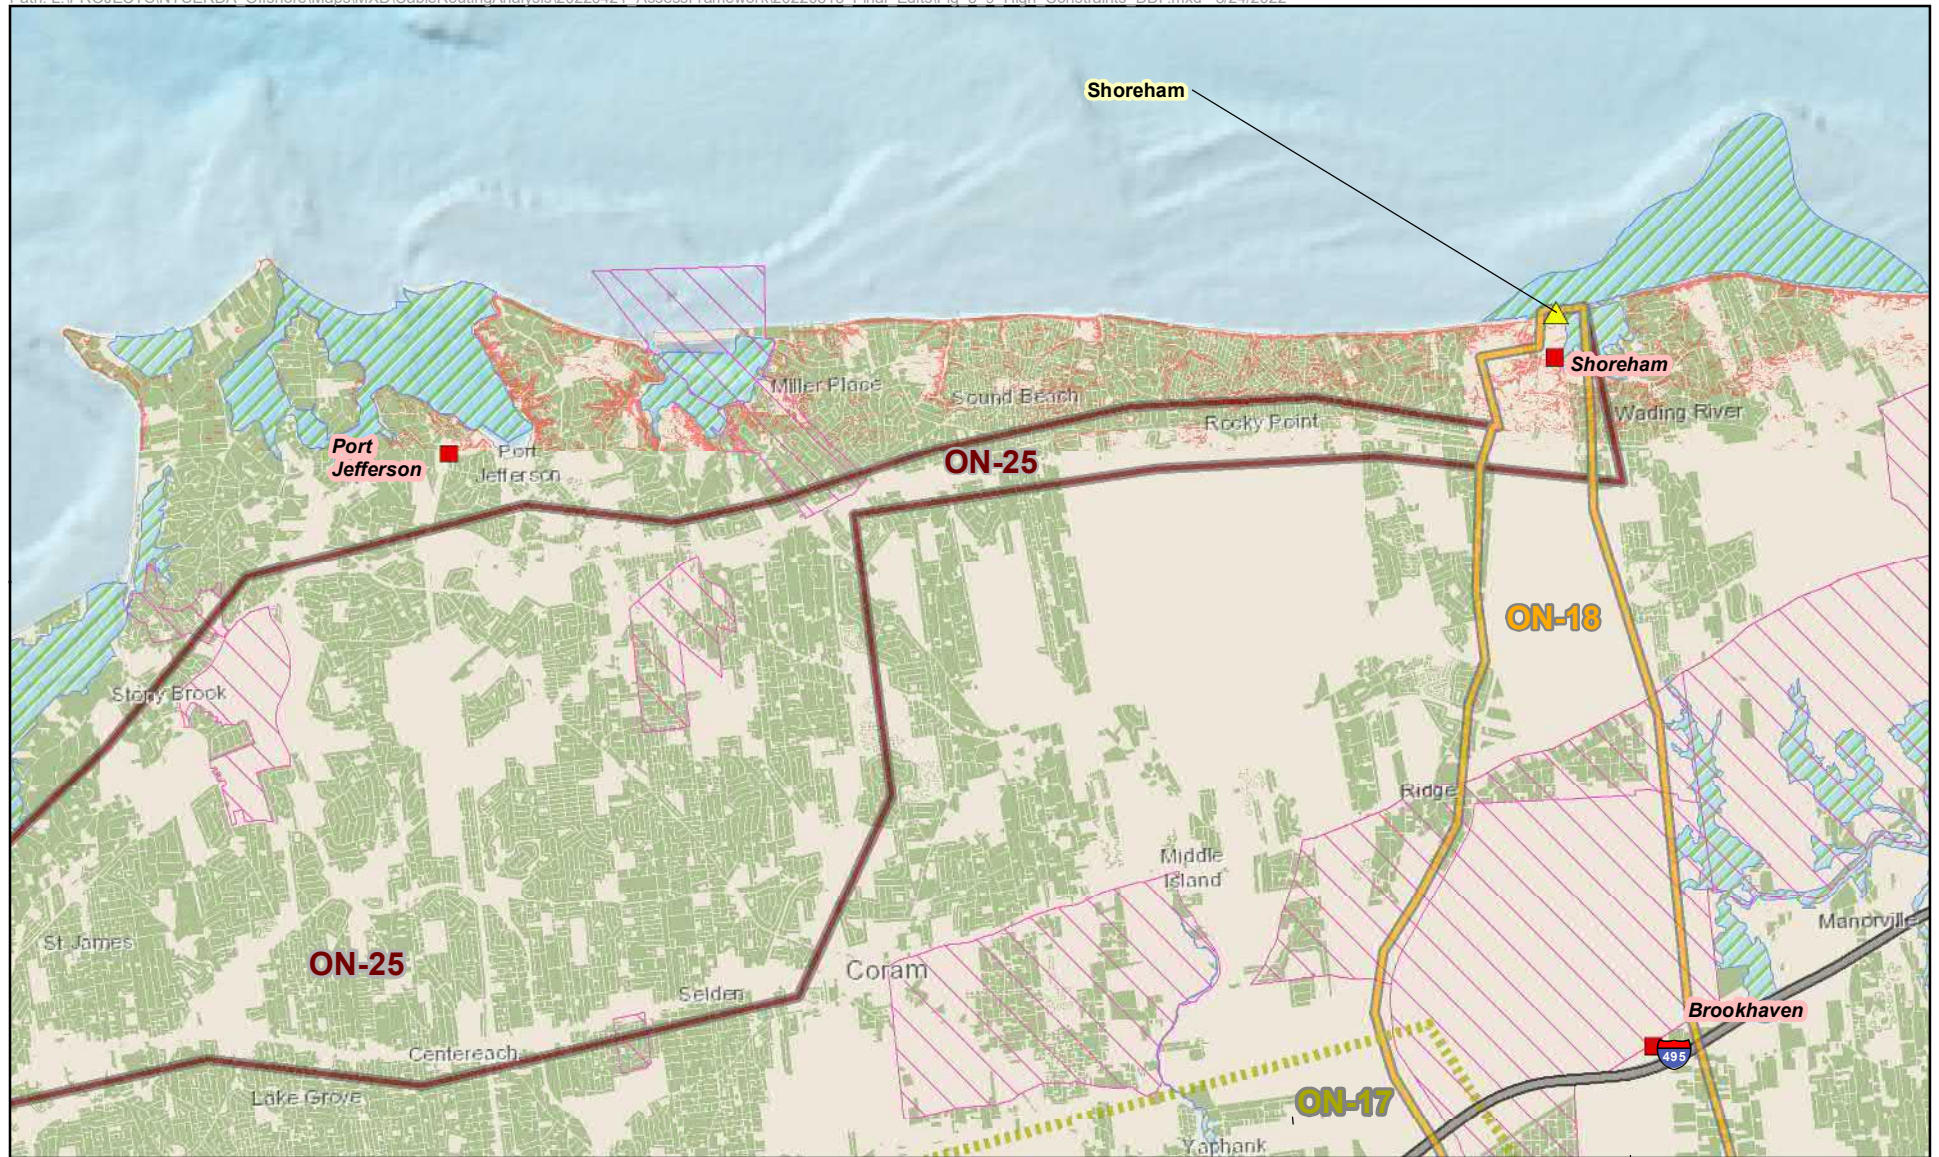 Shoreham
Shoreham
Miller Place
Sound Beach
Rocky Point
Wading River
Port
Jefferson
Port
Jefferson
ON-25
ON-18
Stony Brook
Ridge
Middle
Island
Manorville
St James
ON-25
Coram
Selden
Brookhaven
Centereach
495
Lake Grove
ON-17
Yaphank